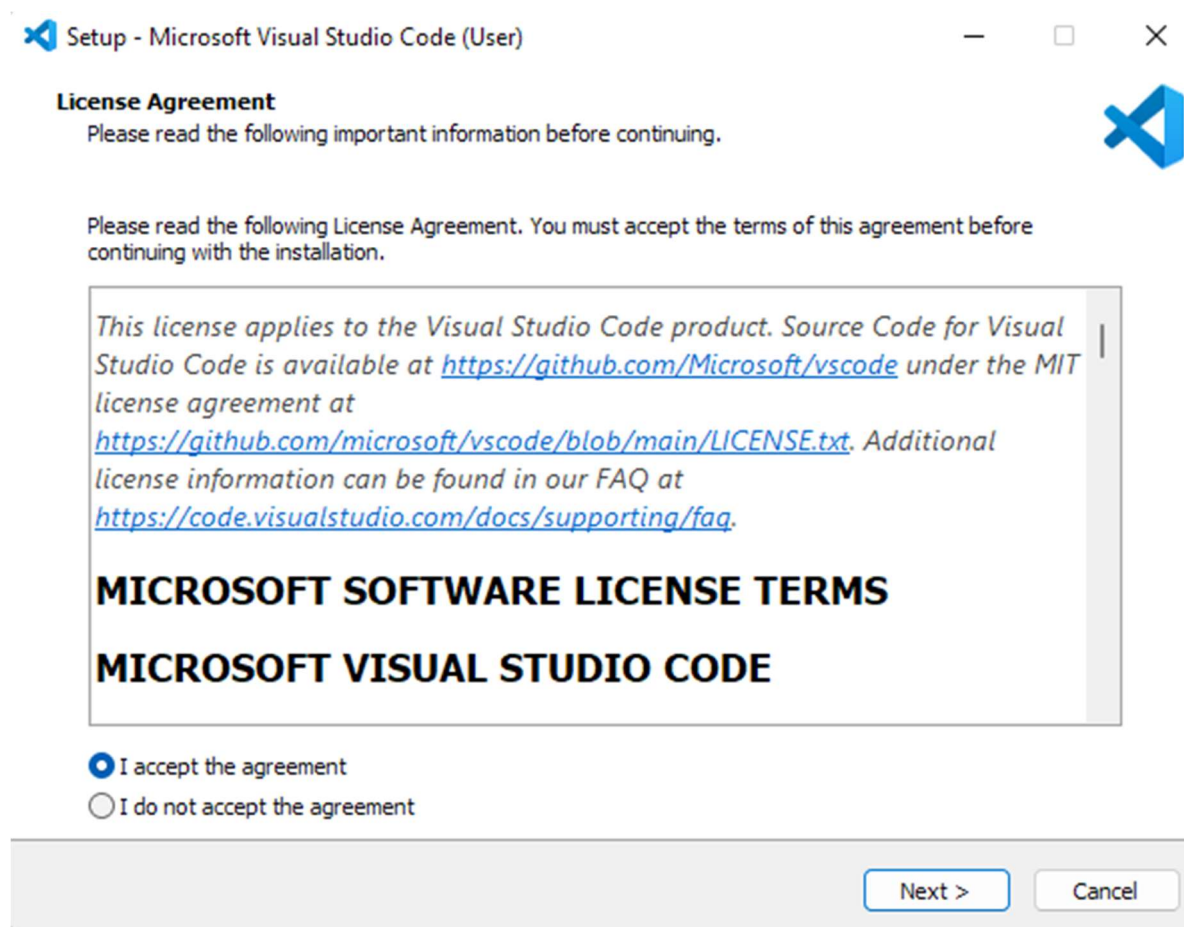 Setup - Microsoft Visual Studio Code (User)
License Agreement
Please read the following important information before continuing.
Please read the following License Agreement. You must accept the terms of this agreement before
continuing with the installation.
This license applies to the Visual Studio Code product. Source Code for Visual
Studio Code is available at https://github.com/Microsoft/vscode under the MIT
license agreement at
https://github.com/microsoft/vscode/blob/main/LICENSE.txt. Additional
license information can be found in our FAQ at
https://code.visualstudio.com/docs/supporting/faq.
MICROSOFT SOFTWARE LICENSE TERMS
MICROSOFT VISUAL STUDIO CODE
I accept the agreement
I do not accept the agreement
Next >
Cancel